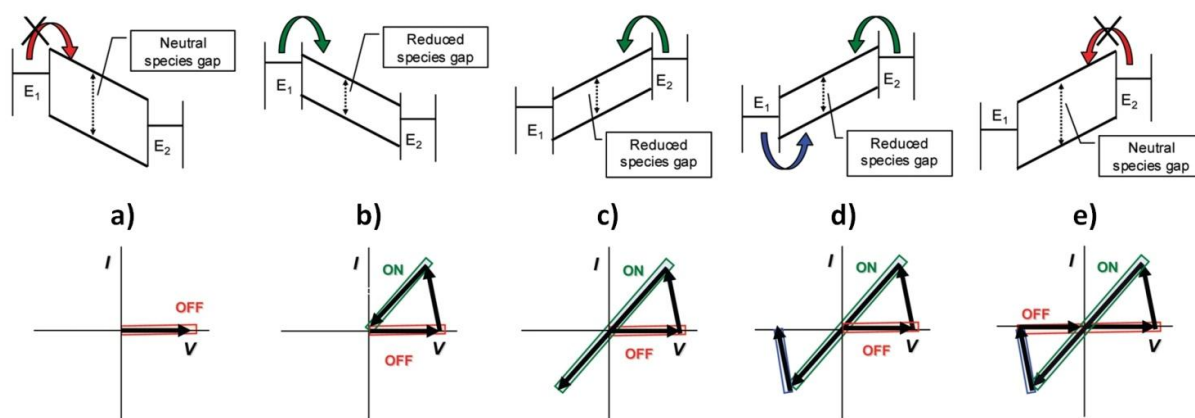 E1
E2
Neutral
species gap
E1
E2
Reduced
species gap
E1
E2
Reduced
species gap
E1
E2
Reduced
species gap
E1
E2
Neutral
species gap
a)
b)
c)
d)
e)
I
OFF
V
I
ON
V
OFF
I
ON
V
OFF
I
ON
V
OFF
I
ON
OFF
V
OFF